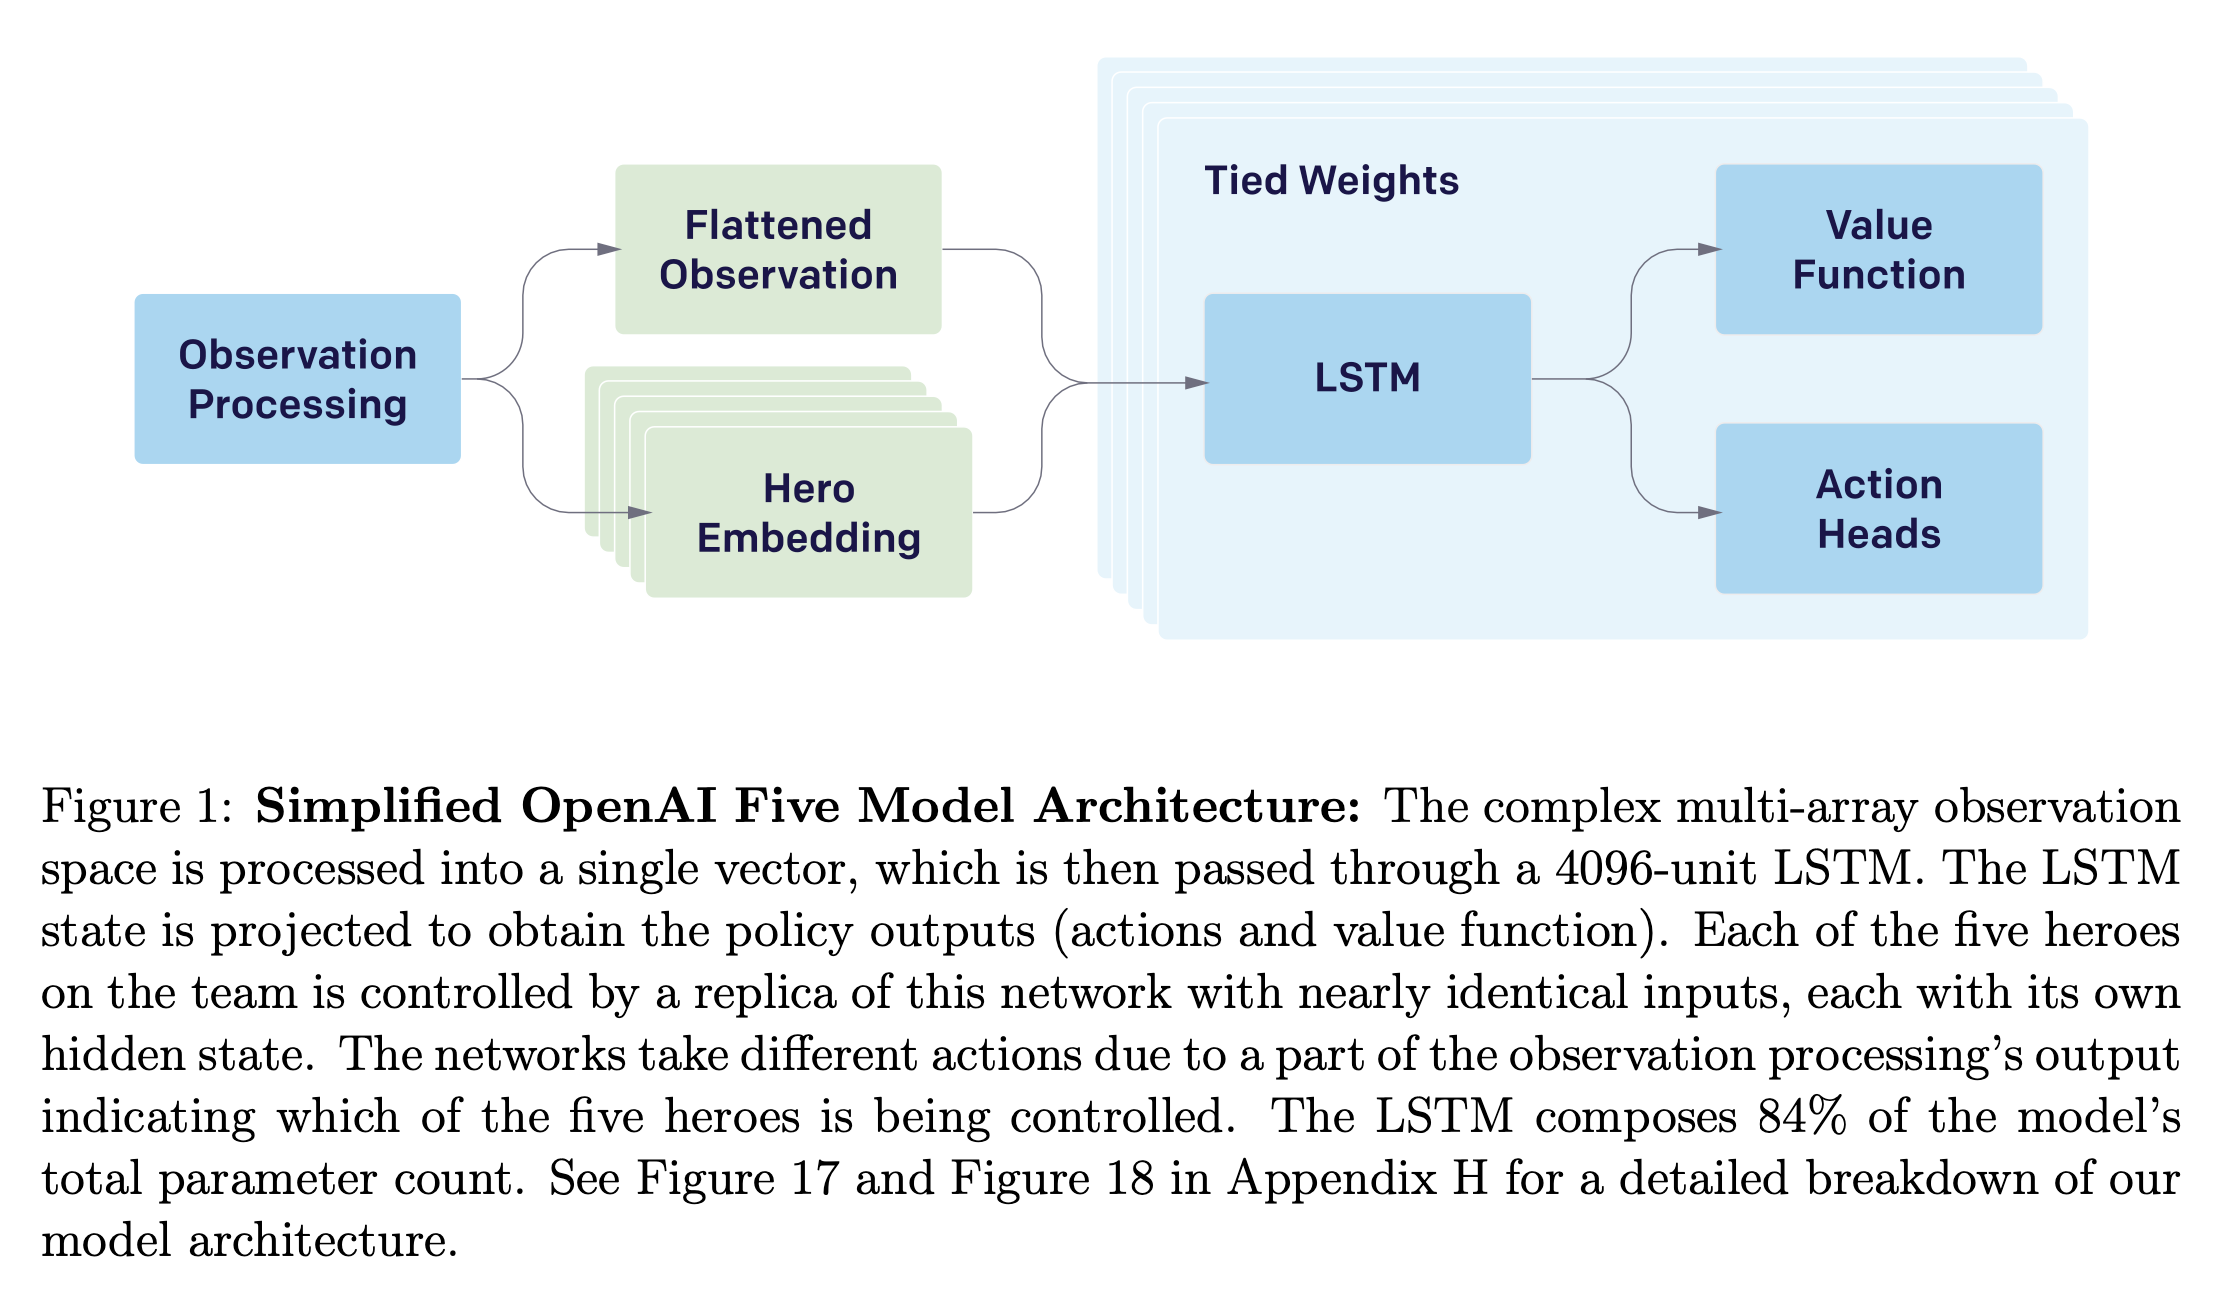 Tied Weights
Flattened
Observation
Value
Function
Observation
Processing
LSTM
Hero
Embedding
Action
Heads
Figure 1: Simplified OpenAI Five Model Architecture: The complex multi-array observation
space is processed into a single vector, which is then passed through a 4096-unit LSTM. The LSTM
state is projected to obtain the policy outputs (actions and value function). Each of the five heroes
on the team is controlled by a replica of this network with nearly identical inputs, each with its own
hidden state. The networks take different actions due to a part of the observation processing's output
indicating which of the five heroes is being controlled. The LSTM composes 84% of the model's
total parameter count. See Figure 17 and Figure 18 in Appendix H for a detailed breakdown of our
model architecture.